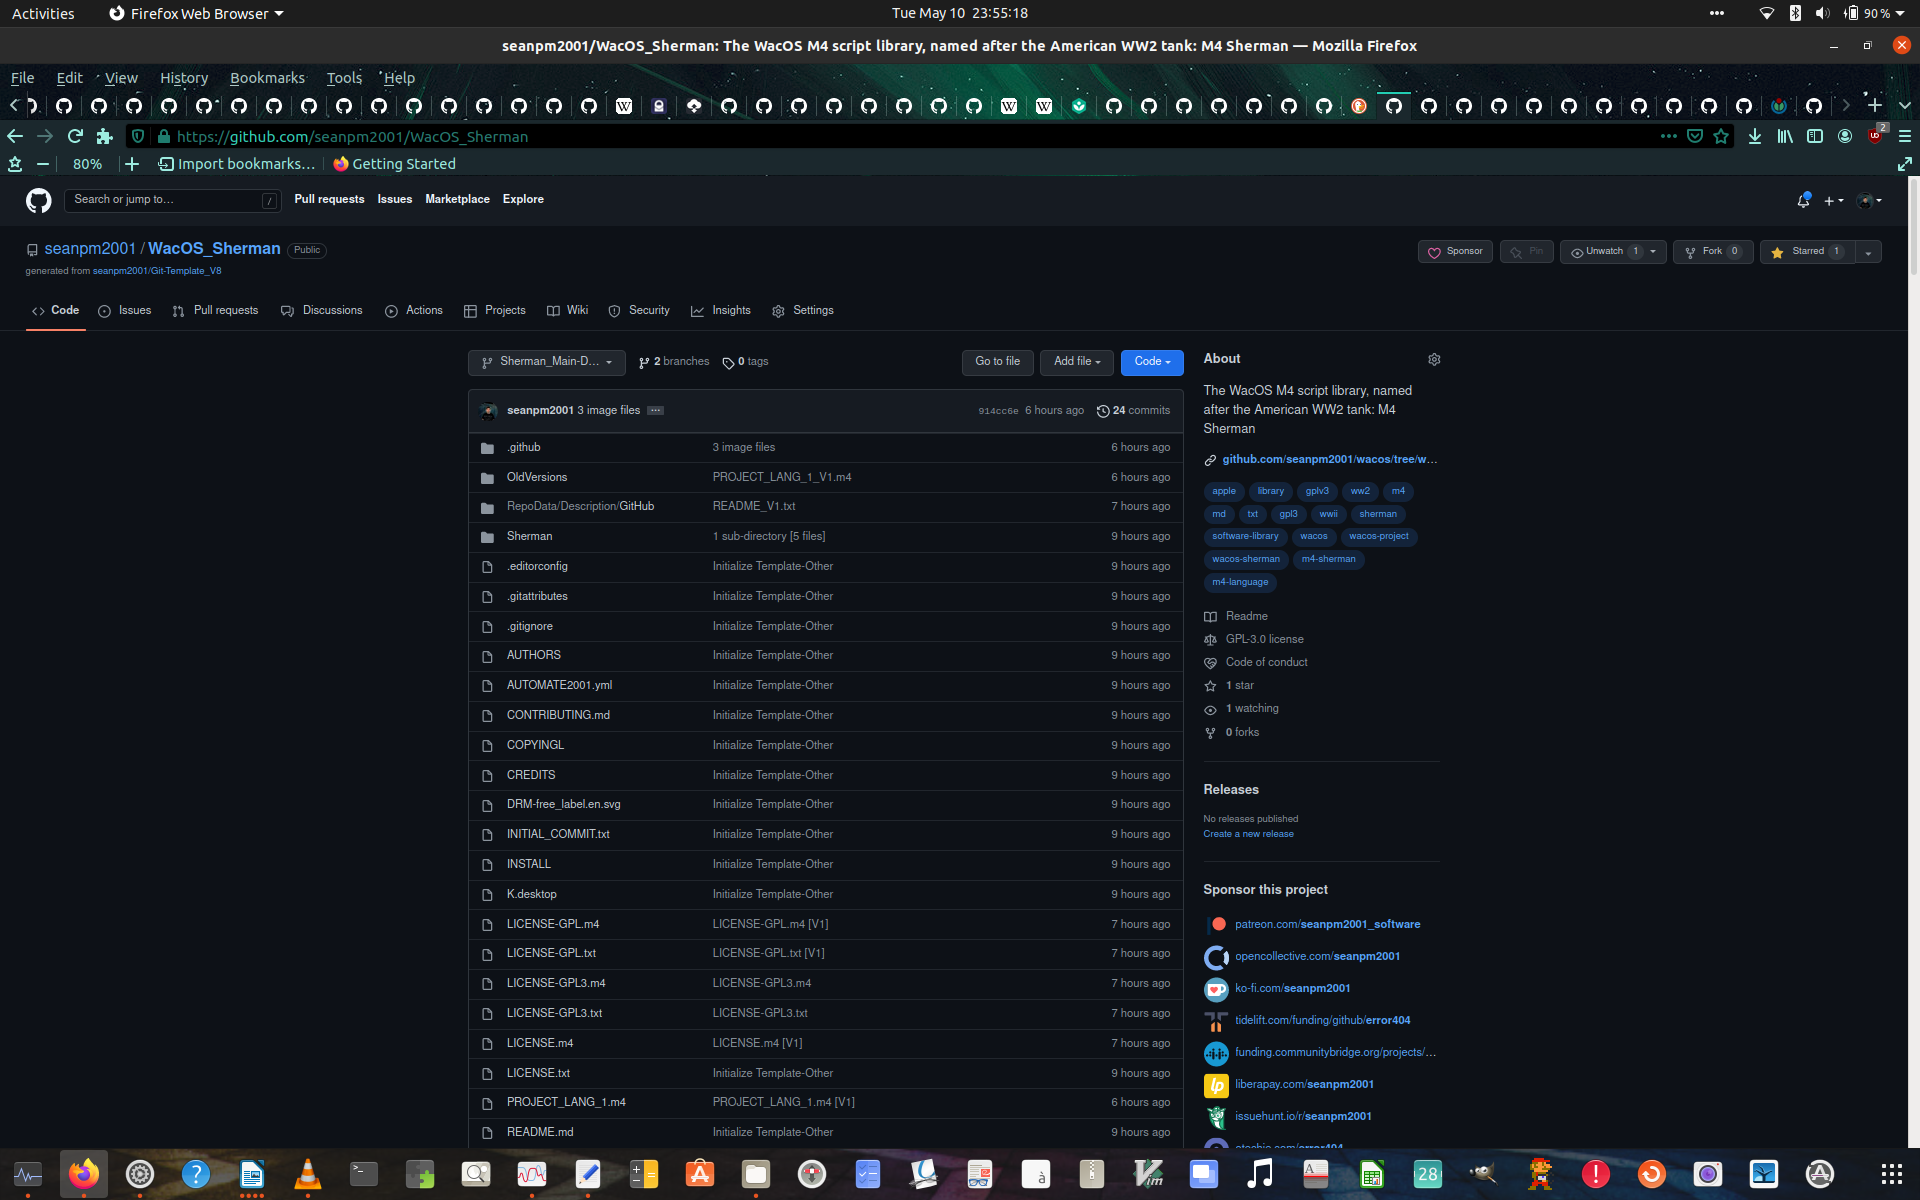 Activities Firefox Web Browser Tue May 10 23:55:18 90 %
seanpm2001/WacOS_Sherman: The WacOS M4 script library, named after the American WW2 tank: M4 Sherman — Mozilla Firefox
File Edit View History Bookmarks Tools Help
https://github.com/seanpm2001/WacOS_Sherman 2
80% Import bookmarks… Getting Started
Search or jump to… / Pull requests Issues Marketplace Explore
seanpm2001 / WacOS_Sherman Public Sponsor Pin Unwatch 1 Fork 0 Starred 1
generated from seanpm2001/Git-Template_V8
Code Issues Pull requests Discussions Actions Projects Wiki Security Insights Settings
Sherman_Main-D… 2 branches 0 tags Go to file Add file Code
seanpm2001 3 image files 914cc6e 6 hours ago 24 commits
.github 3 image files 6 hours ago
OldVersions PROJECT_LANG_1_V1.m4 6 hours ago
RepoData/Description/GitHub README_V1.txt 7 hours ago
Sherman 1 sub-directory [5 files] 9 hours ago
.editorconfig Initialize Template-Other 9 hours ago
.gitattributes Initialize Template-Other 9 hours ago
.gitignore Initialize Template-Other 9 hours ago
AUTHORS Initialize Template-Other 9 hours ago
AUTOMATE2001.yml Initialize Template-Other 9 hours ago
CONTRIBUTING.md Initialize Template-Other 9 hours ago
COPYINGL Initialize Template-Other 9 hours ago
CREDITS Initialize Template-Other 9 hours ago
DRM-free_label.en.svg Initialize Template-Other 9 hours ago
INITIAL_COMMIT.txt Initialize Template-Other 9 hours ago
INSTALL Initialize Template-Other 9 hours ago
K.desktop Initialize Template-Other 9 hours ago
LICENSE-GPL.m4 LICENSE-GPL.m4 [V1] 7 hours ago
LICENSE-GPL.txt LICENSE-GPL.txt [V1] 7 hours ago
LICENSE-GPL3.m4 LICENSE-GPL3.m4 7 hours ago
LICENSE-GPL3.txt LICENSE-GPL3.txt 7 hours ago
LICENSE.m4 LICENSE.m4 [V1] 7 hours ago
LICENSE.txt Initialize Template-Other 9 hours ago
PROJECT_LANG_1.m4 PROJECT_LANG_1.m4 [V1] 6 hours ago
README.md Initialize Template-Other 9 hours ago
About
The WacOS M4 script library, named
after the American WW2 tank: M4
Sherman
github.com/seanpm2001/wacos/tree/w…
apple library gplv3 ww2 m4
md txt gpl3 wwii sherman
software-library wacos wacos-project
wacos-sherman m4-sherman
m4-language
Readme
GPL-3.0 license
Code of conduct
1 star
1 watching
0 forks
Releases
No releases published
Create a new release
Sponsor this project
patreon.com/seanpm2001_software
opencollective.com/seanpm2001
ko-fi.com/seanpm2001
tidelift.com/funding/github/error404
funding.communitybridge.org/projects/…
liberapay.com/seanpm2001
issuehunt.io/r/seanpm2001
28